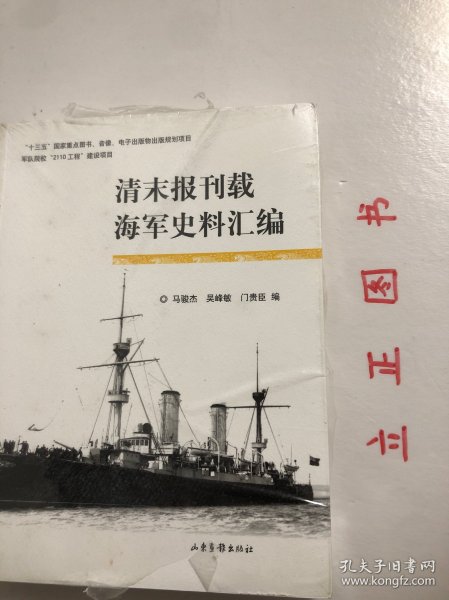 "十三五"国家重点图书、音像、电子出版物出版规划项目
军队院校"2110工程"建设项目
清末报刊载
海军史料汇编
◎ 马骏杰 吴峰敏 门贵臣 编
山东画报出版社
立正图书
孔夫子旧书网
www.kongfz.com